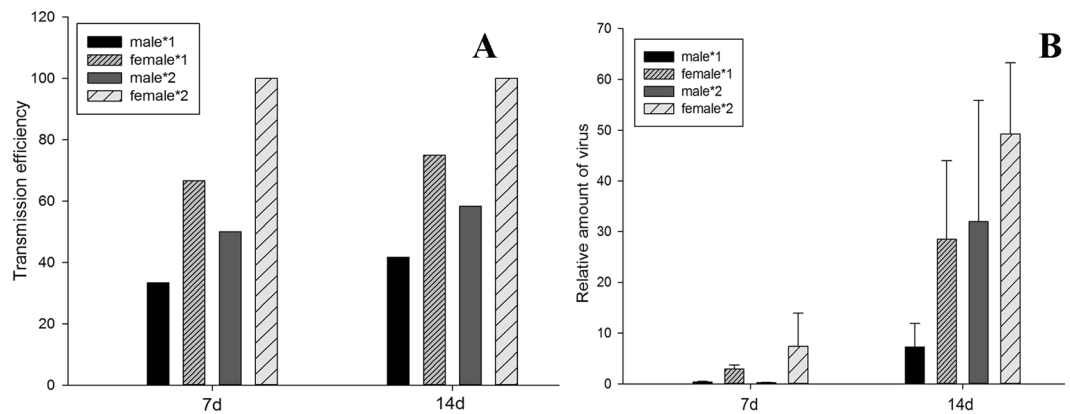 A
male*1
female*1
male*2
female*2
Transmission efficiency
120
100
80
60
40
20
0
7d
14d
B
male*1
female*1
male*2
female*2
Relative amount of virus
70
60
50
40
30
20
10
0
7d
14d